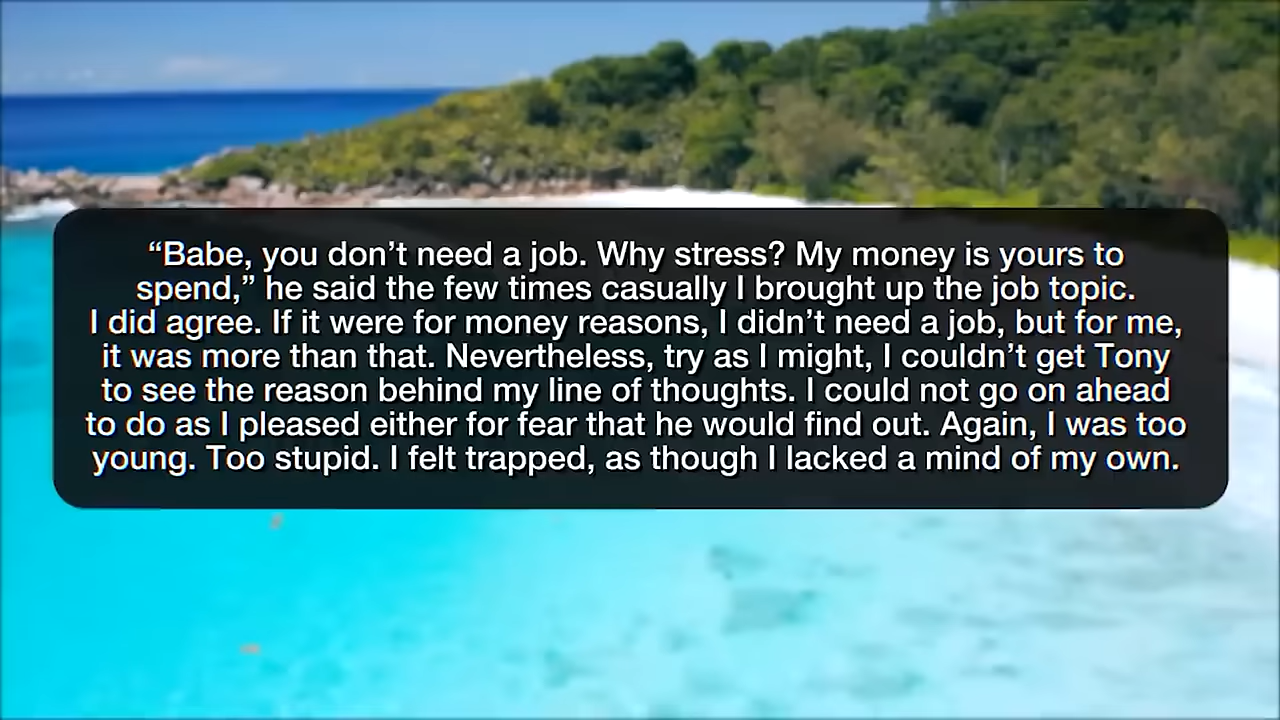 “Babe, you don’t need a job. Why stress? My money is yours to
spend,” he said the few times casually I brought up the job topic.
I did agree. If it were for money reasons, I didn’t need a job, but for me,
it was more than that. Nevertheless, try as I might, I couldn’t get Tony
to see the reason behind my line of thoughts. I could not go on ahead
to do as I pleased either for fear that he would find out. Again, I was too
young. Too stupid. I felt trapped, as though I lacked a mind of my own.